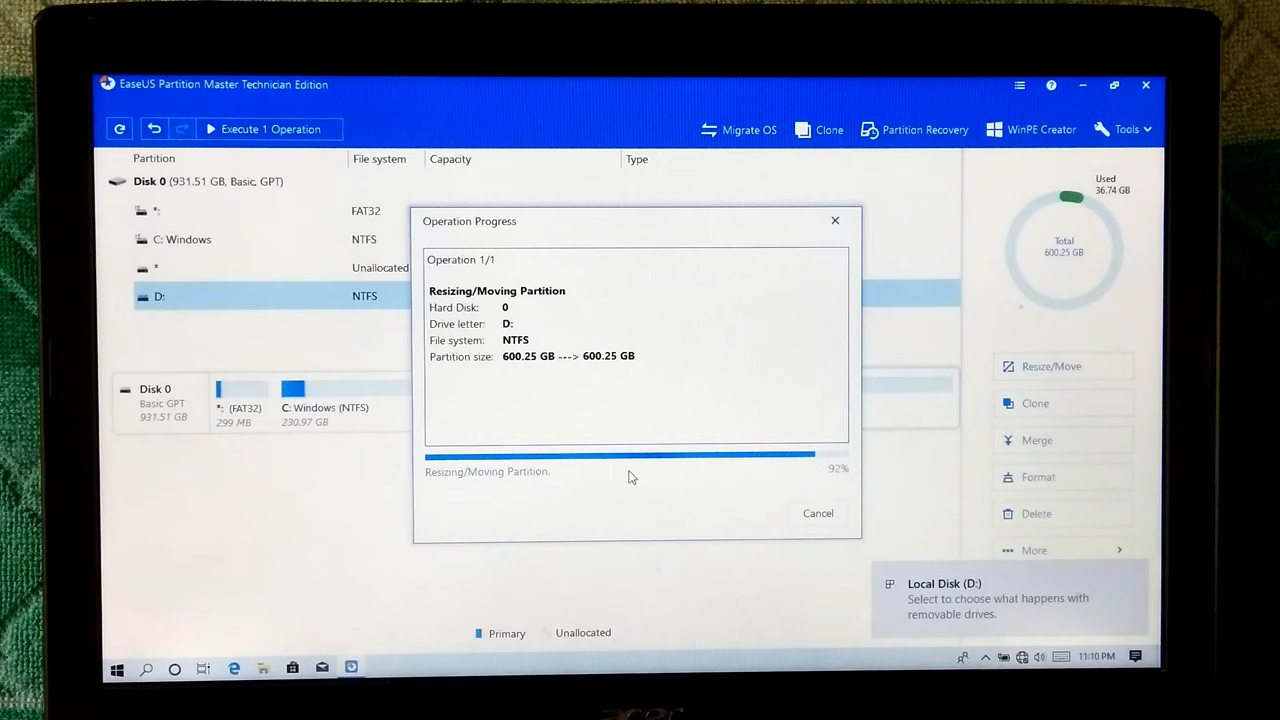 EaseUS Partition Master Technician Edition
Execute 1 Operation
Migrate OS
Clone
Partition Recovery
WinPE Creator
Tools
Partition
File system
Capacity
Type
Disk 0 (931.51 GB, Basic, GPT)
*:
FAT32
C: Windows
NTFS
*
Unallocated
D:
NTFS
Operation Progress
Operation 1/1
Resizing/Moving Partition
Hard Disk: 0
Drive letter: D:
File system: NTFS
Partition size: 600.25 GB ---> 600.25 GB
Resizing/Moving Partition.
92%
Cancel
Used
36.74 GB
Total
600.25 GB
Resize/Move
Clone
Merge
Format
Delete
More
Disk 0
Basic GPT
931.51 GB
*: (FAT32)
299 MB
C: Windows (NTFS)
230.97 GB
Primary
Unallocated
Local Disk (D:)
Select to choose what happens with
removable drives.
11:10 PM
acer